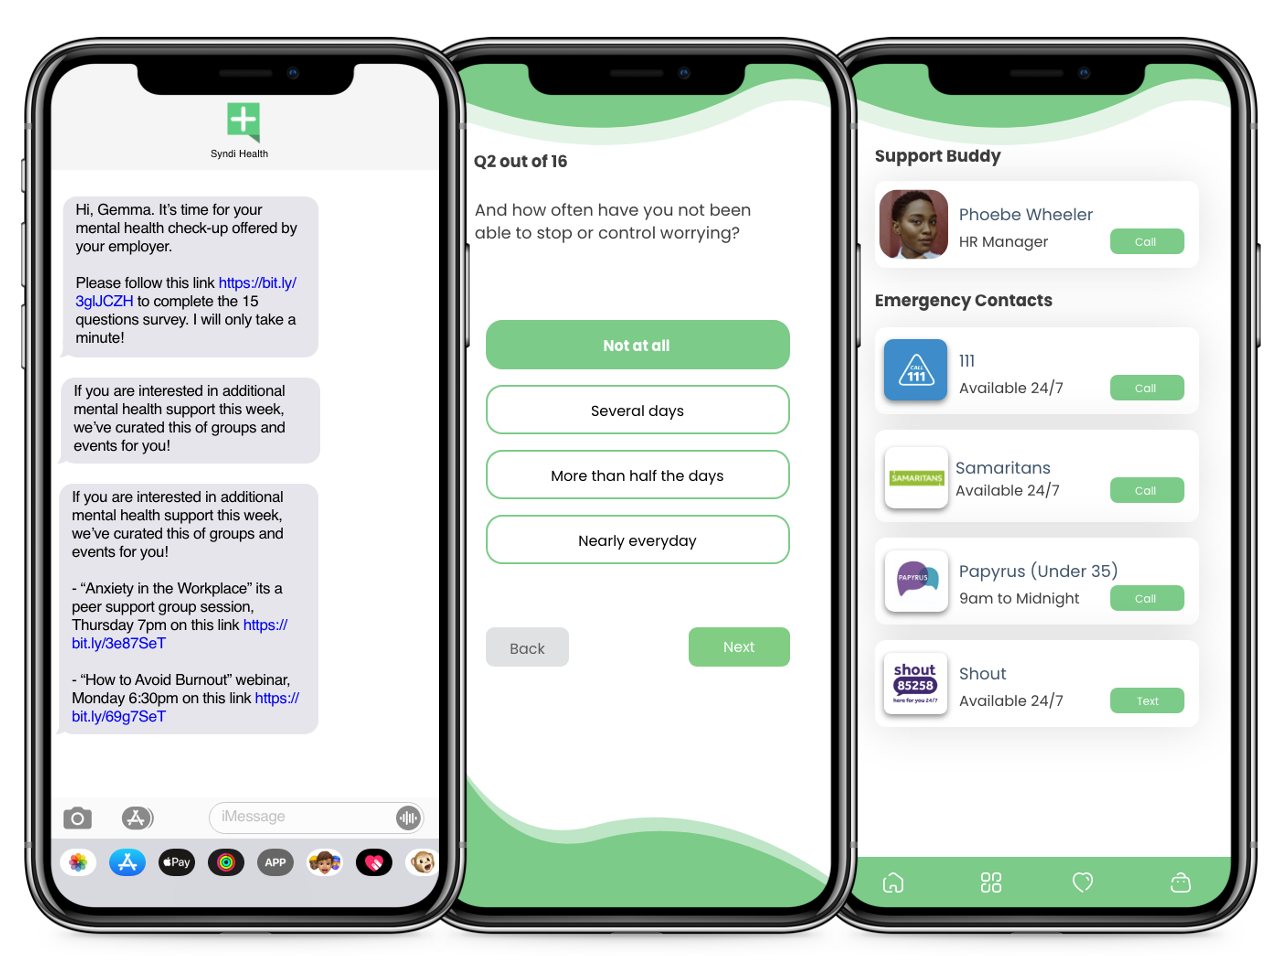 Syndi Health
Hi, Gemma. It's time for your
mental health check-up offered by
your employer.
Please follow this link https://bit.ly/
3glJCZH to complete the 15
questions survey. I will only take a
minute!
If you are interested in additional
mental health support this week,
we've curated this of groups and
events for you!
If you are interested in additional
mental health support this week,
we've curated this of groups and
events for you!
- “Anxiety in the Workplace” its a
peer support group session,
Thursday 7pm on this link https://
bit.ly/3e87SeT
- “How to Avoid Burnout” webinar,
Monday 6:30pm on this link https://
bit.ly/69g7SeT
iMessage
Pay
APP
Q2 out of 16
And how often have you not been
able to stop or control worrying?
Not at all
Several days
More than half the days
Nearly everyday
Back
Next
Support Buddy
Phoebe Wheeler
HR Manager
Call
Emergency Contacts
CALL
111
111
Available 24/7
Call
SAMARITANS
Samaritans
Available 24/7
Call
PAPYRUS
Papyrus (Under 35)
9am to Midnight
Call
shout
85258
here for you 24/7
Shout
Available 24/7
Text